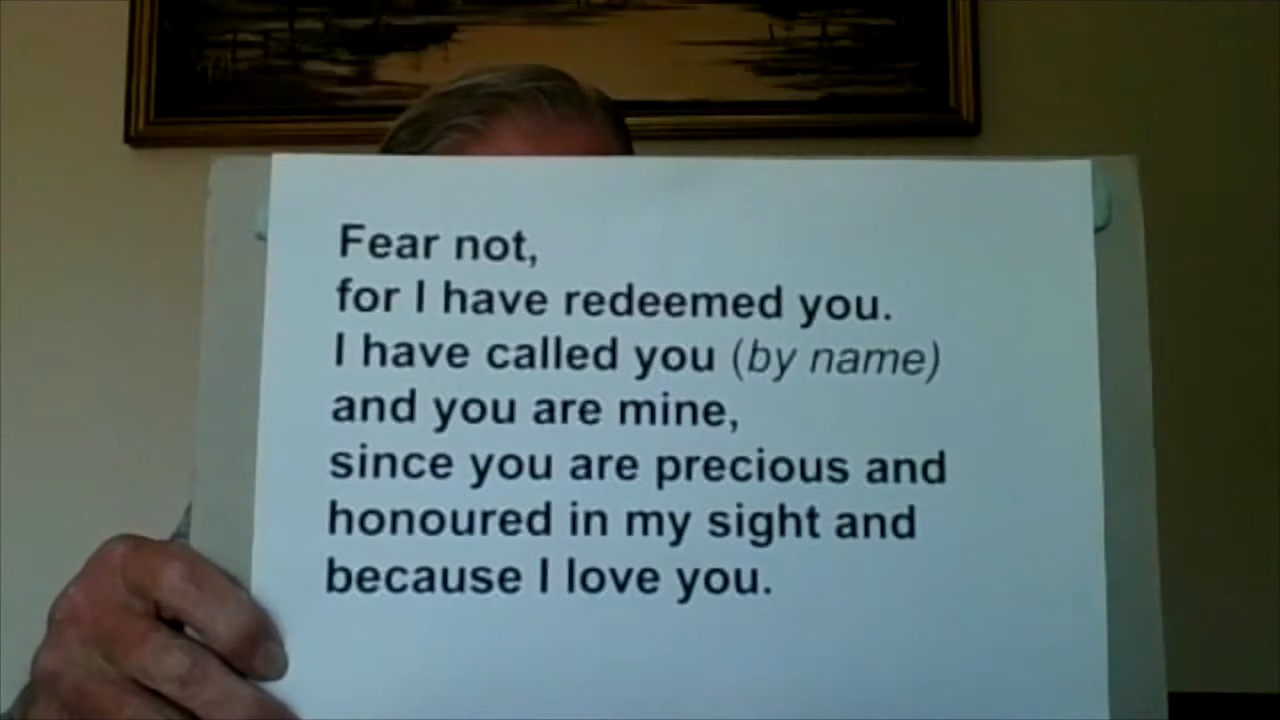 Fear not,
for I have redeemed you.
I have called you (by name)
and you are mine,
since you are precious and
honoured in my sight and
because I love you.